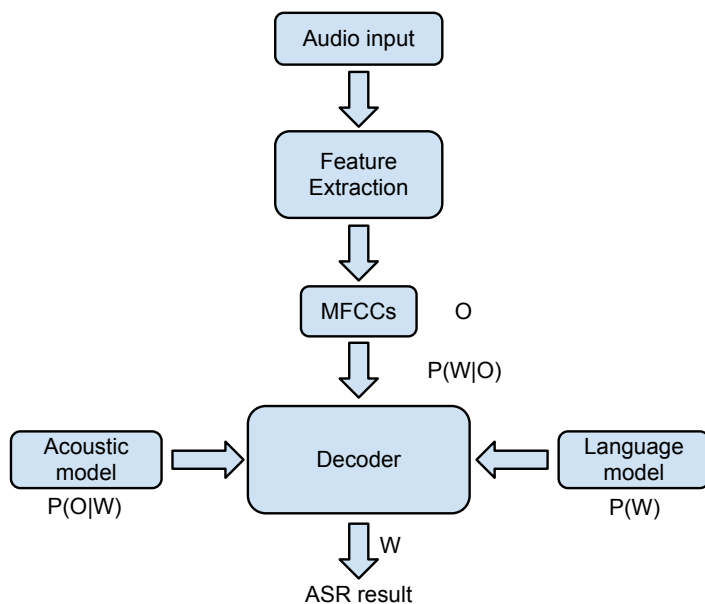 Audio input
Feature
Extraction
MFCCs
O
P(W|O)
Acoustic
model
Decoder
Language
model
P(O|W)
P(W)
W
ASR result